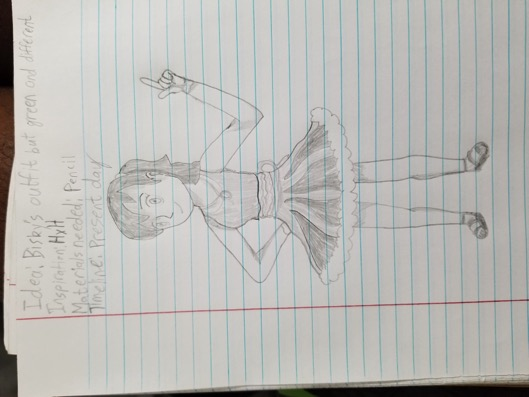 Idea: Bisky's outfit but green and different
Inspiration: HxH
Materials needed: Pencil
Timeline: Present day